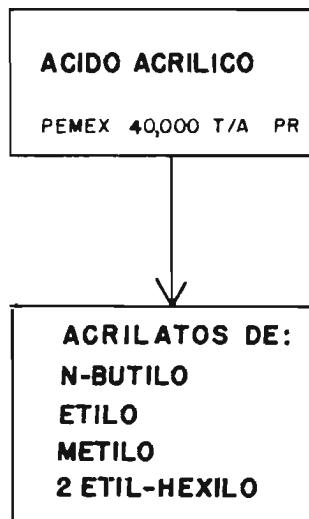 ACIDO ACRILICO
PEMEX 40,000 T/A PR
ACRILATOS DE:
N-BUTILO
ETILO
METILO
2 ETIL-HEXILO